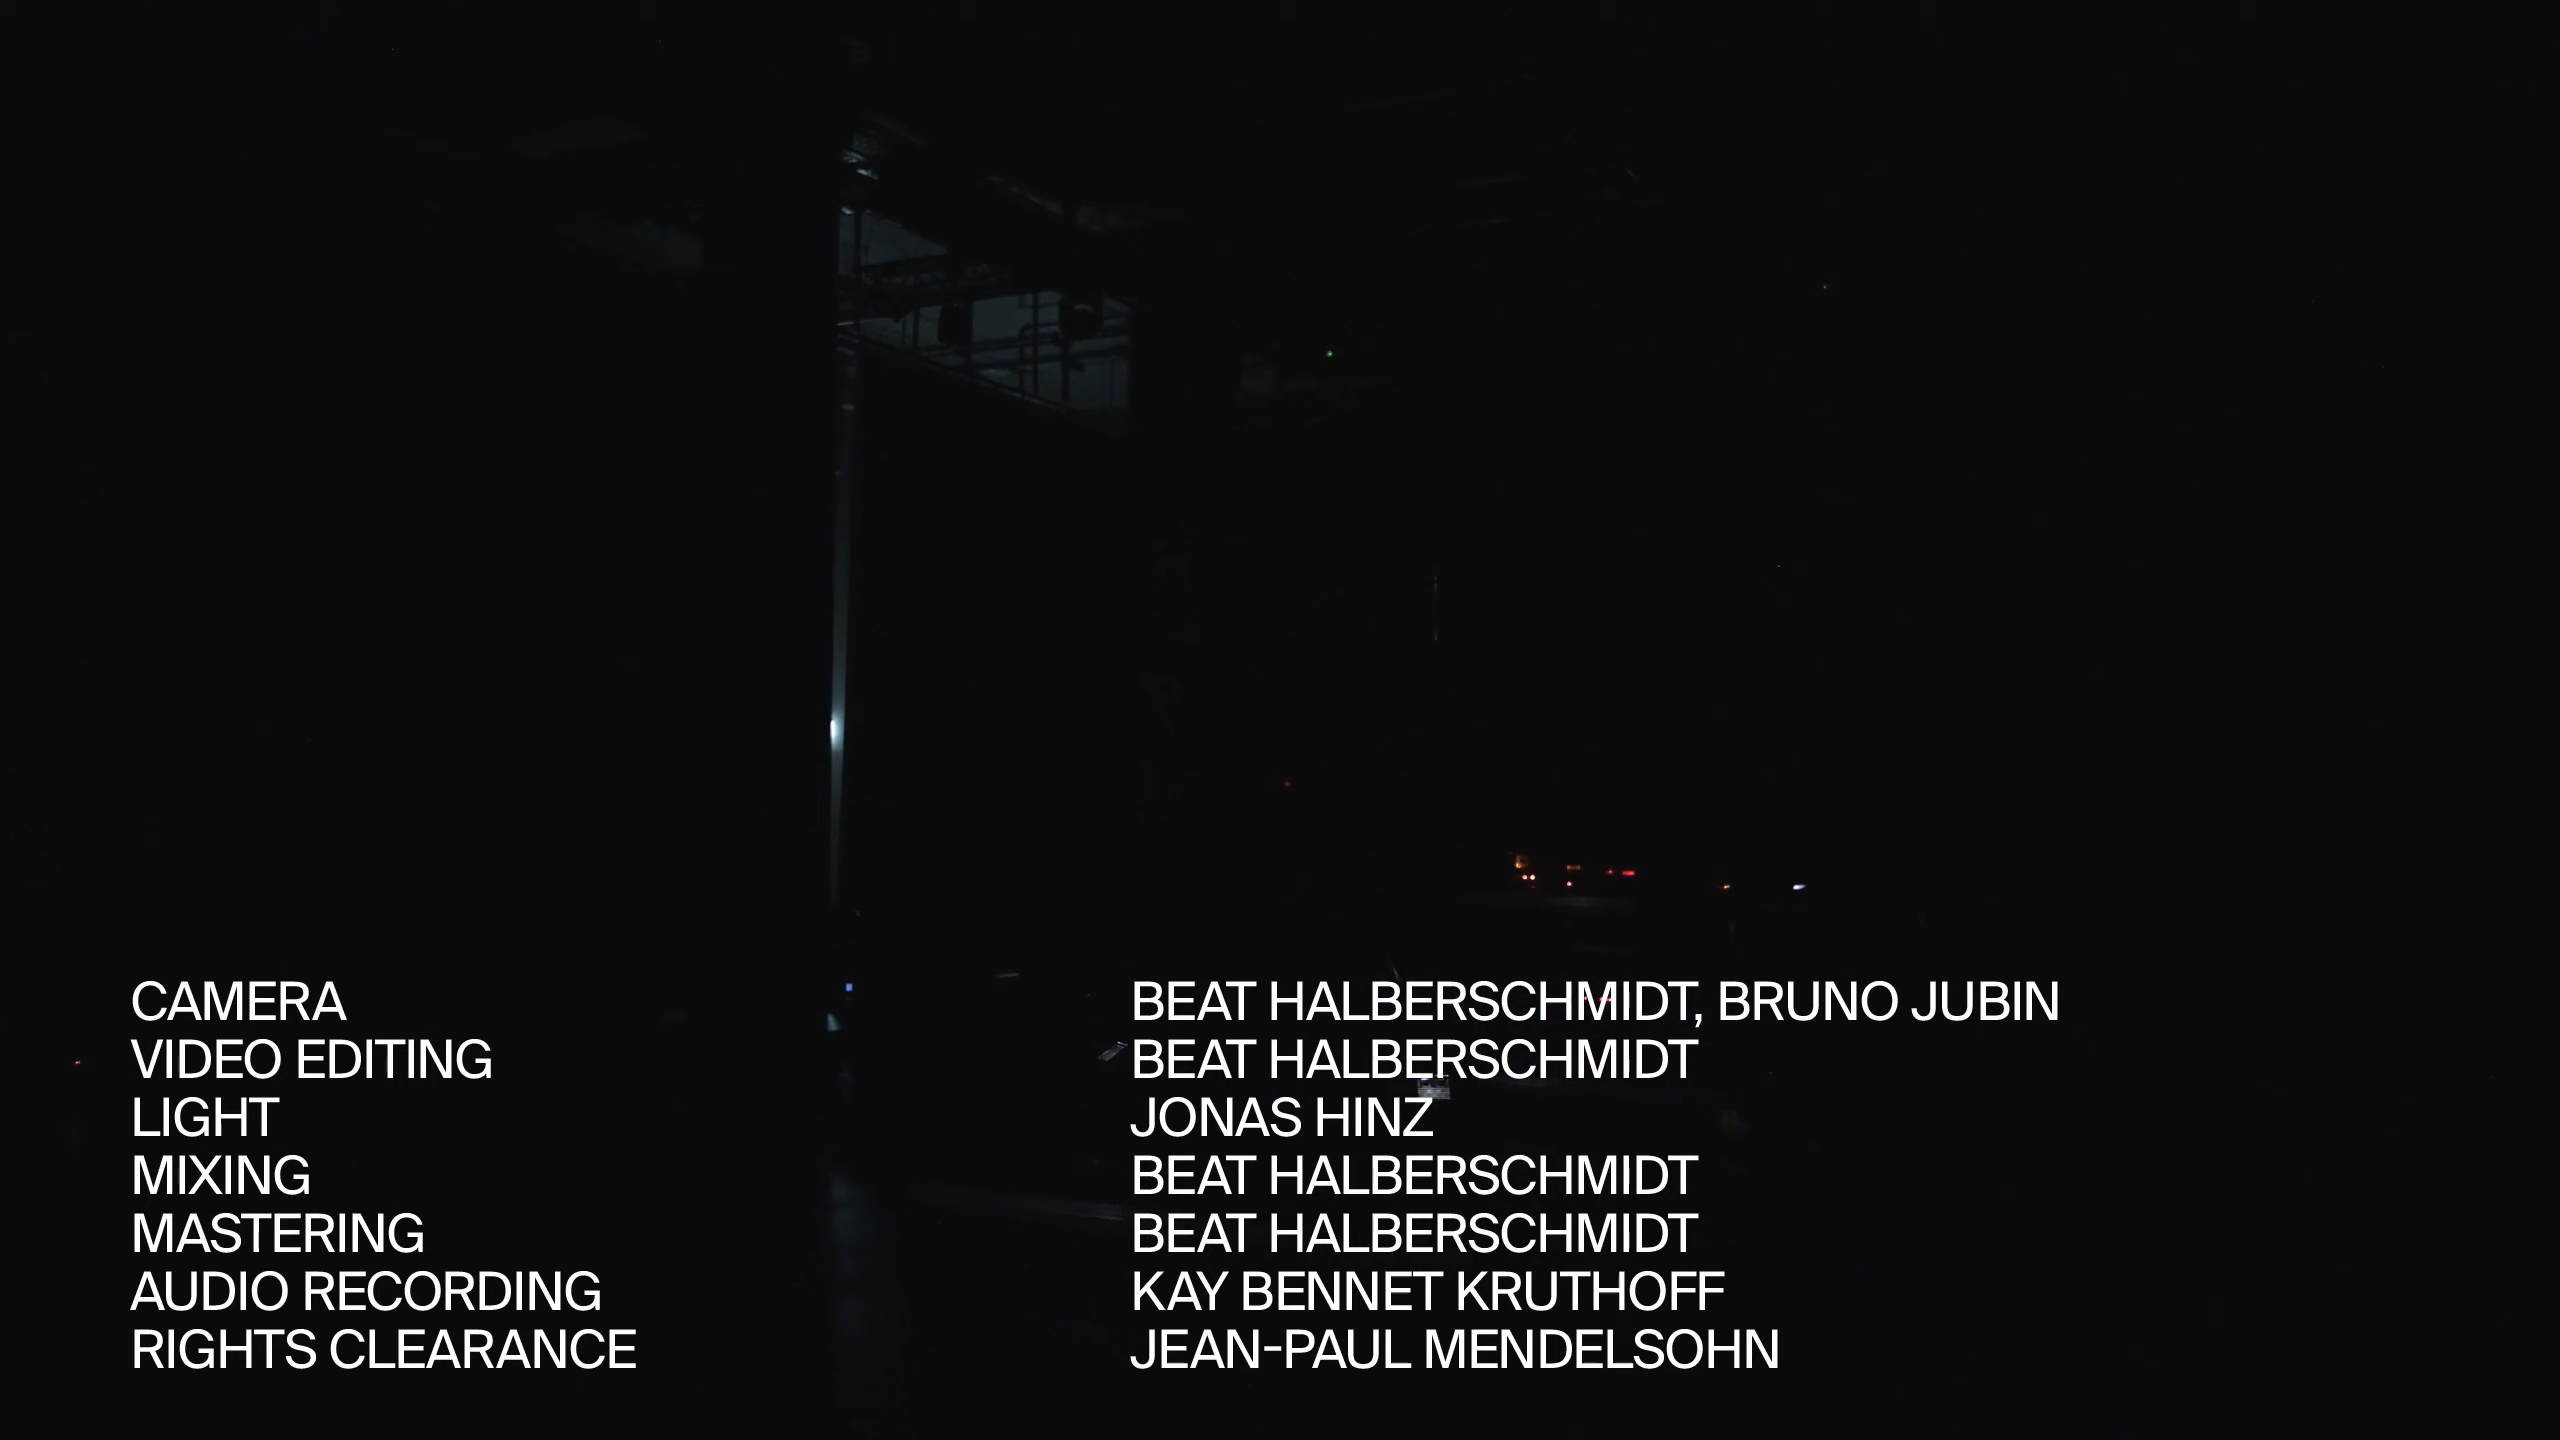 CAMERA BEAT HALBERSCHMIDT, BRUNO JUBIN
VIDEO EDITING BEAT HALBERSCHMIDT
LIGHT JONAS HINZ
MIXING BEAT HALBERSCHMIDT
MASTERING BEAT HALBERSCHMIDT
AUDIO RECORDING KAY BENNET KRUTHOFF
RIGHTS CLEARANCE JEAN-PAUL MENDELSOHN